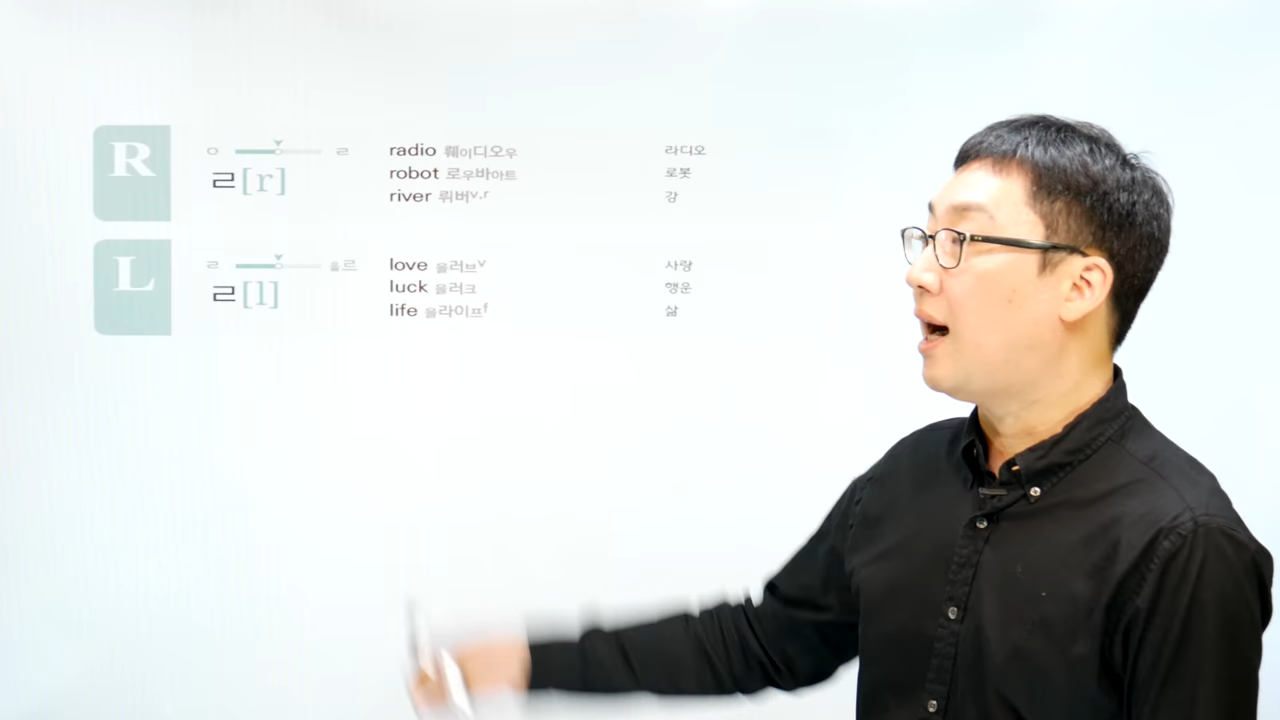 R
ㅇ ㄹ
ㄹ[r]
radio 뤠이디오우 라디오
robot 로우바아트 로봇
river 뤼버v,r 강
L
ㄹ 을르
ㄹ[l]
love 을러브v 사랑
luck 을러크 행운
life 을라이프f 삶